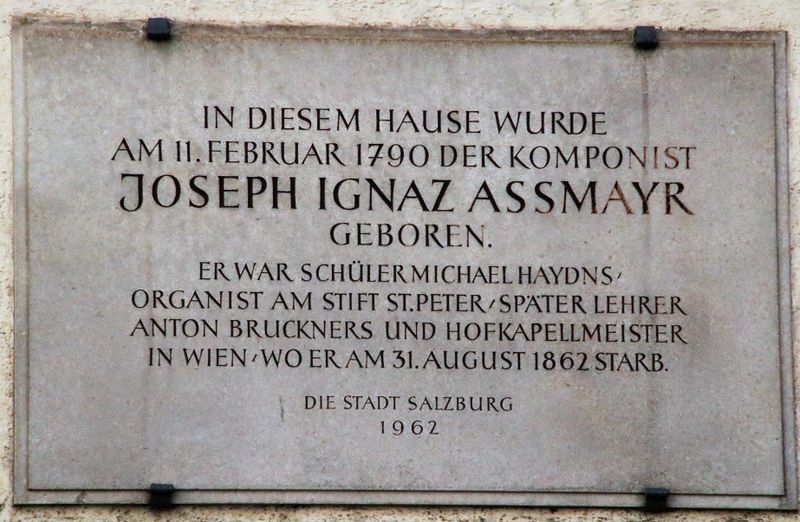 IN DIESEM HAUSE WURDE
AM 11. FEBRUAR 1790 DER KOMPONIST
JOSEPH IGNAZ ASSMAYR
GEBOREN.
ER WAR SCHÜLER MICHAEL HAYDNS,
ORGANIST AM STIFT ST. PETER, SPÄTER LEHRER
ANTON BRUCKNERS UND HOFKAPELLMEISTER
IN WIEN, WO ER AM 31. AUGUST 1862 STARB.
DIE STADT SALZBURG
1962